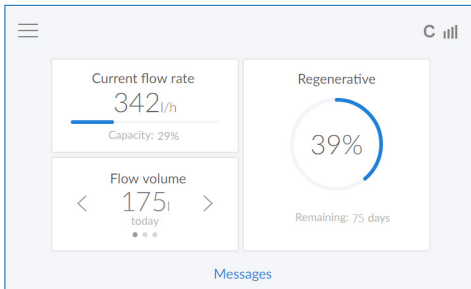 C
Current flow rate
342l/h
Capacity: 29%
Flow volume
175l
today
Regenerative
39%
Remaining: 75 days
Messages